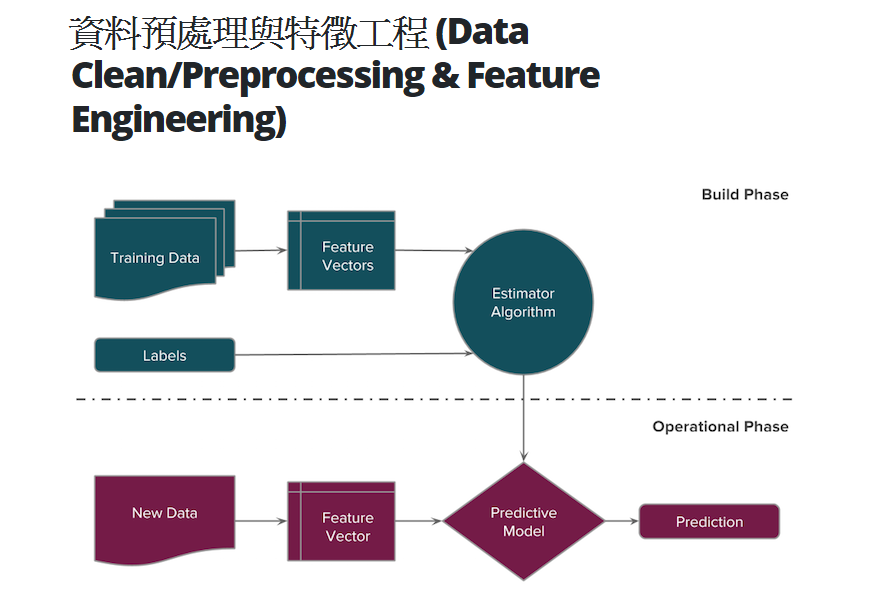 資料預處理與特徵工程 (Data
Clean/Preprocessing & Feature
Engineering)
Build Phase
Training Data
Feature
Vectors
Estimator
Algorithm
Labels
Operational Phase
New Data
Feature
Vector
Predictive
Model
Prediction